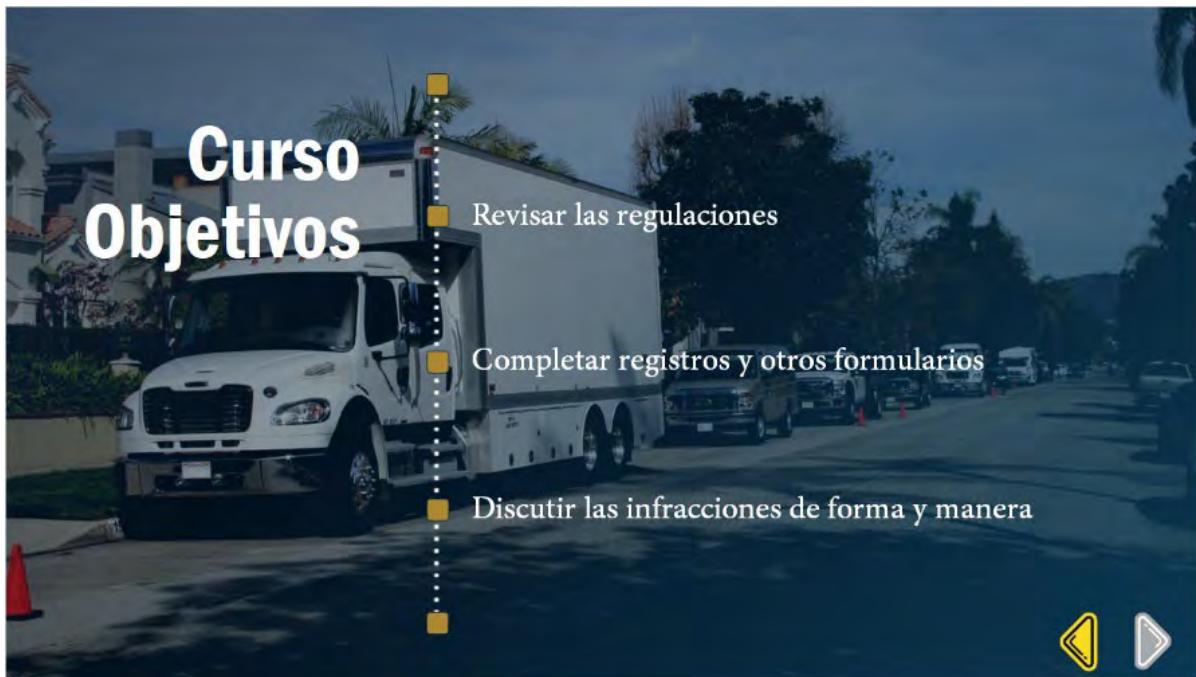 Curso
Objetivos
Revisar las regulaciones
Completar registros y otros formularios
Discutir las infracciones de forma y manera